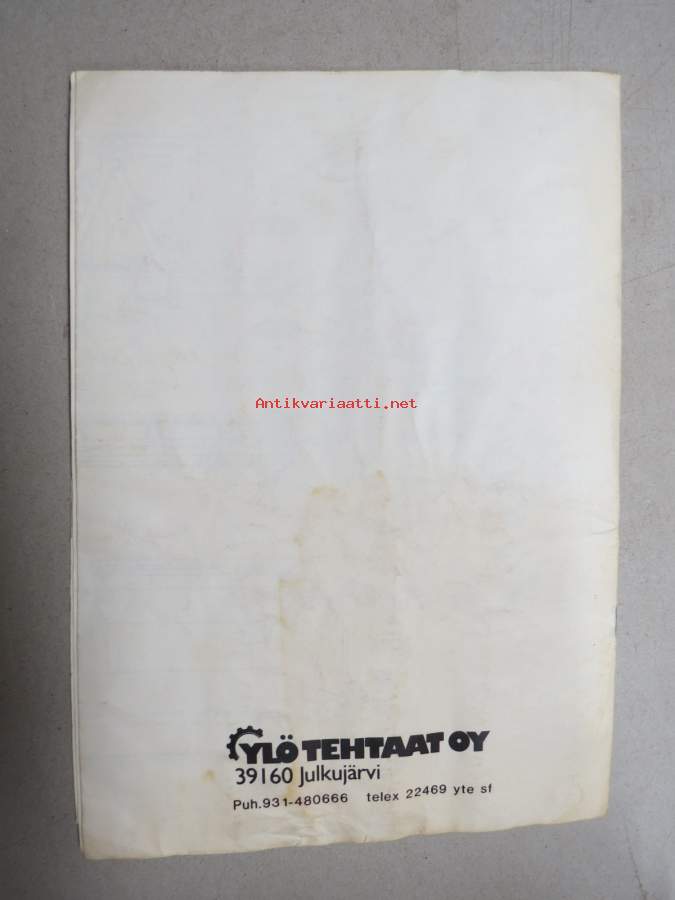 Antikvariaatti.net
YLÖ TEHTAAT OY
39160 Julkujärvi
Puh.931-480666 telex 22469 yte sf